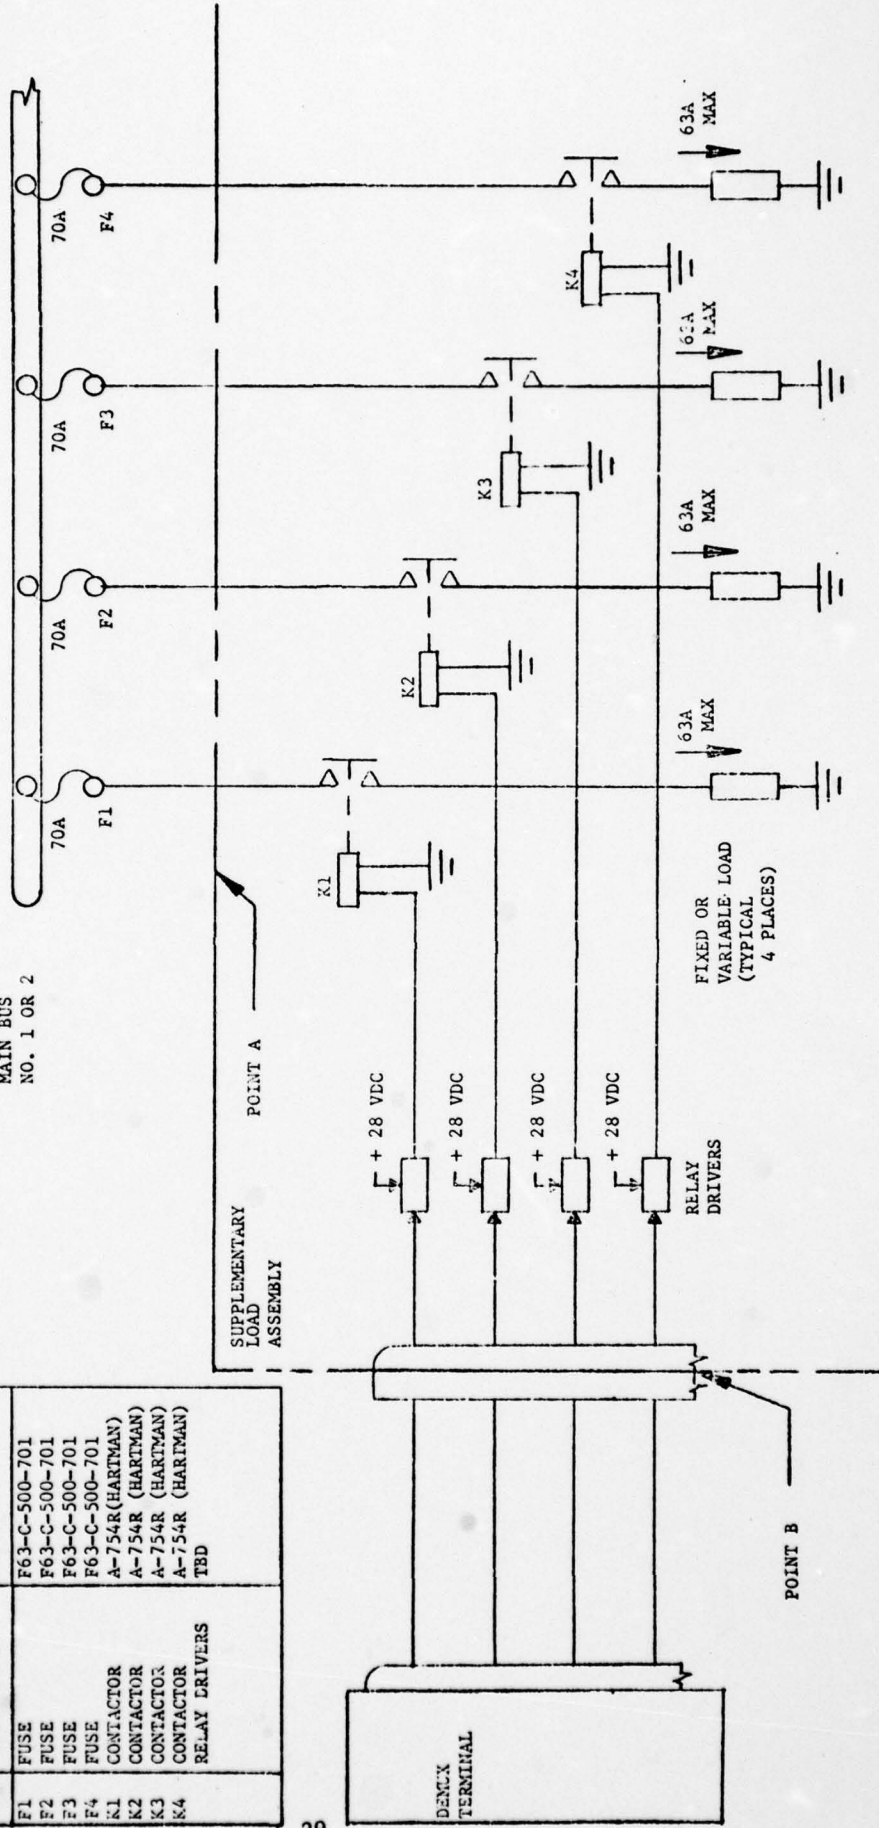 MAIN BUS
NO. 1 OR 2
70A
F1
70A
F2
70A
F3
70A
F4
SUPPLEMENTARY
LOAD
ASSEMBLY
POINT A
K1
K2
K3
K4
+ 28 VDC
+ 28 VDC
+ 28 VDC
+ 28 VDC
RELAY
DRIVERS
63A
MAX
63A
MAX
63A
MAX
63A
MAX
FIXED OR
VARIABLE LOAD
(TYPICAL
4 PLACES)
F1 FUSE F63-C-500-701
F2 FUSE F63-C-500-701
F3 FUSE F63-C-500-701
F4 FUSE F63-C-500-701
K1 CONTACTOR A-754R(HARTMAN)
K2 CONTACTOR A-754R (HARTMAN)
K3 CONTACTOR A-754R (HARTMAN)
K4 CONTACTOR A-754R (HARTMAN)
RELAY DRIVERS TBD
DEMUX
TERMINAL
POINT B